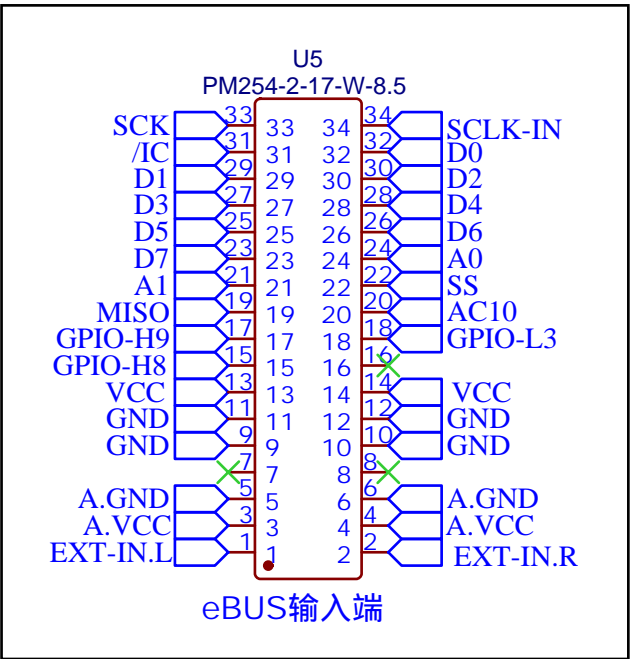 U5
PM254-2-17-W-8.5
SCK 33 33 34 34 SCLK-IN
/IC 31 31 32 32 D0
D1 29 29 30 30 D2
D3 27 27 28 28 D4
D5 25 25 26 26 D6
D7 23 23 24 24 A0
A1 21 21 22 22 SS
MISO 19 19 20 20 AC10
GPIO-H9 17 17 18 18 GPIO-L3
GPIO-H8 15 15 16 16
VCC 13 13 14 14 VCC
GND 11 11 12 12 GND
GND 9 9 10 10 GND
7 7 8 8
A.GND 5 5 6 6 A.GND
A.VCC 3 3 4 4 A.VCC
EXT-IN.L 1 1 2 2 EXT-IN.R
eBUS输入端